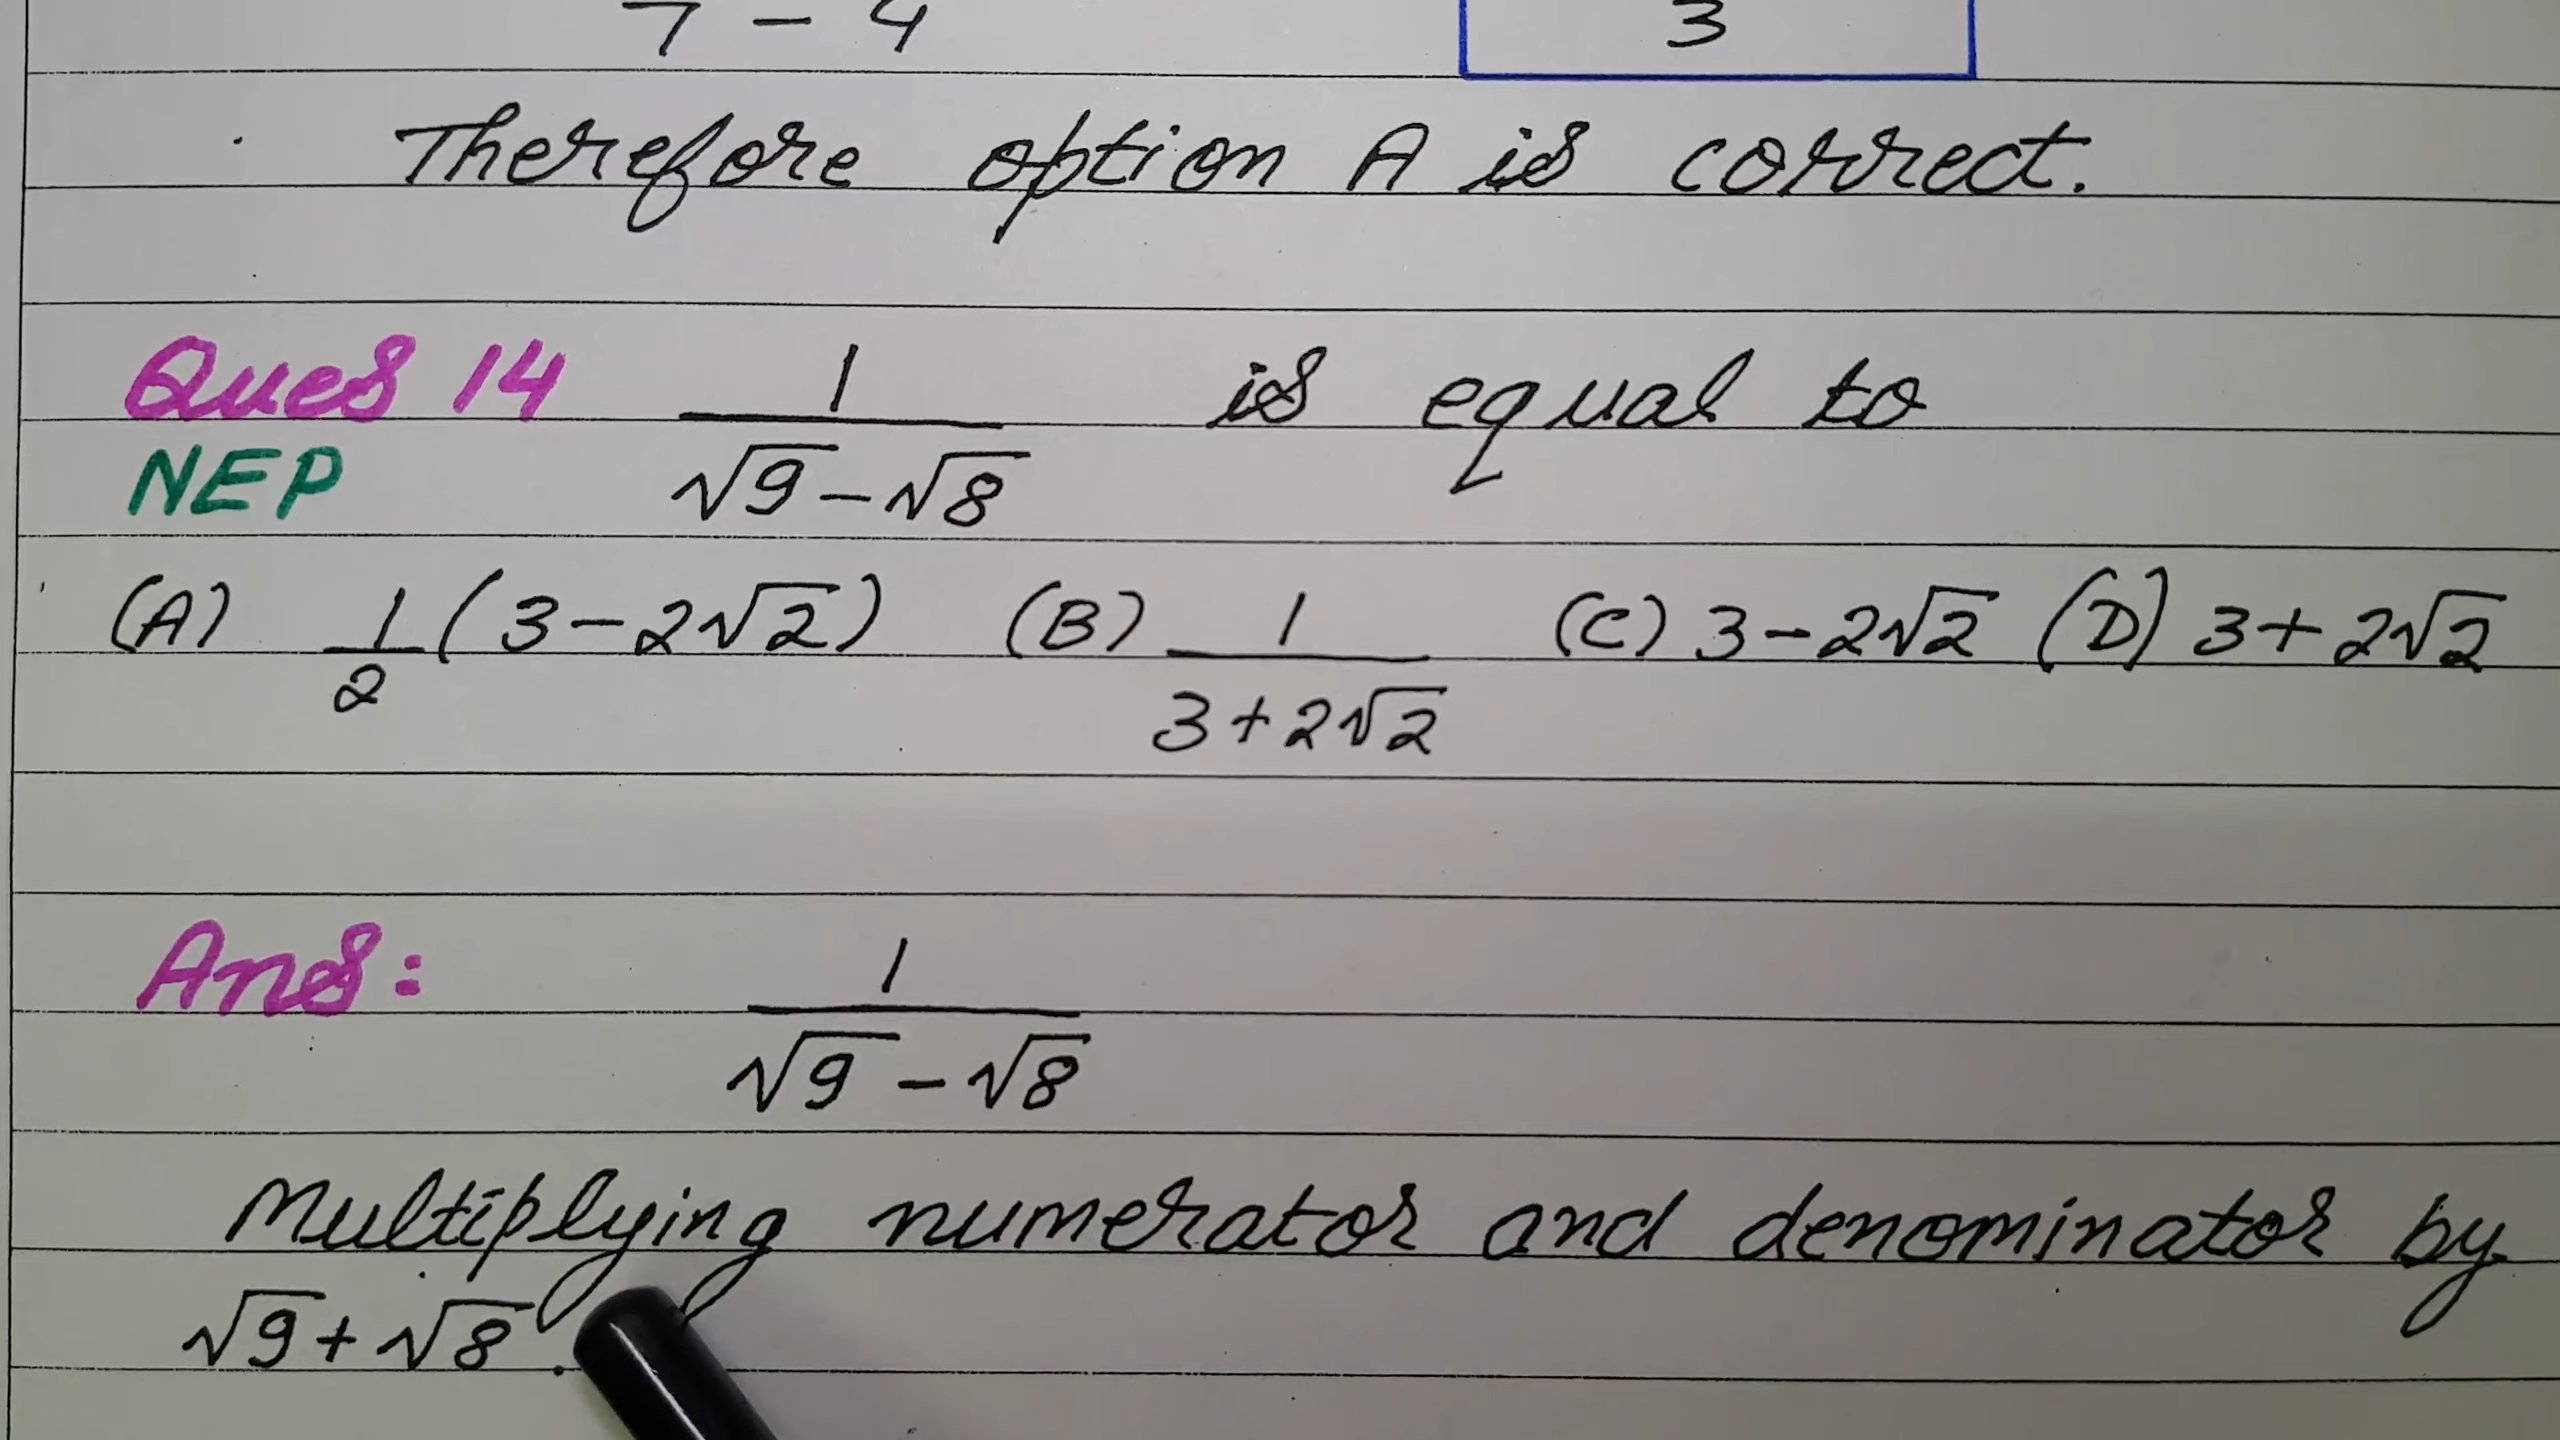 7 - 4 3
Therefore option A is correct.
Ques 14 1 is equal to
NEP √9 - √8
(A) 1/2 (3 - 2√2) (B) 1/(3 + 2√2) (C) 3 - 2√2 (D) 3 + 2√2
Ans: 1
√9 - √8
Multiplying numerator and denominator by
√9 + √8.